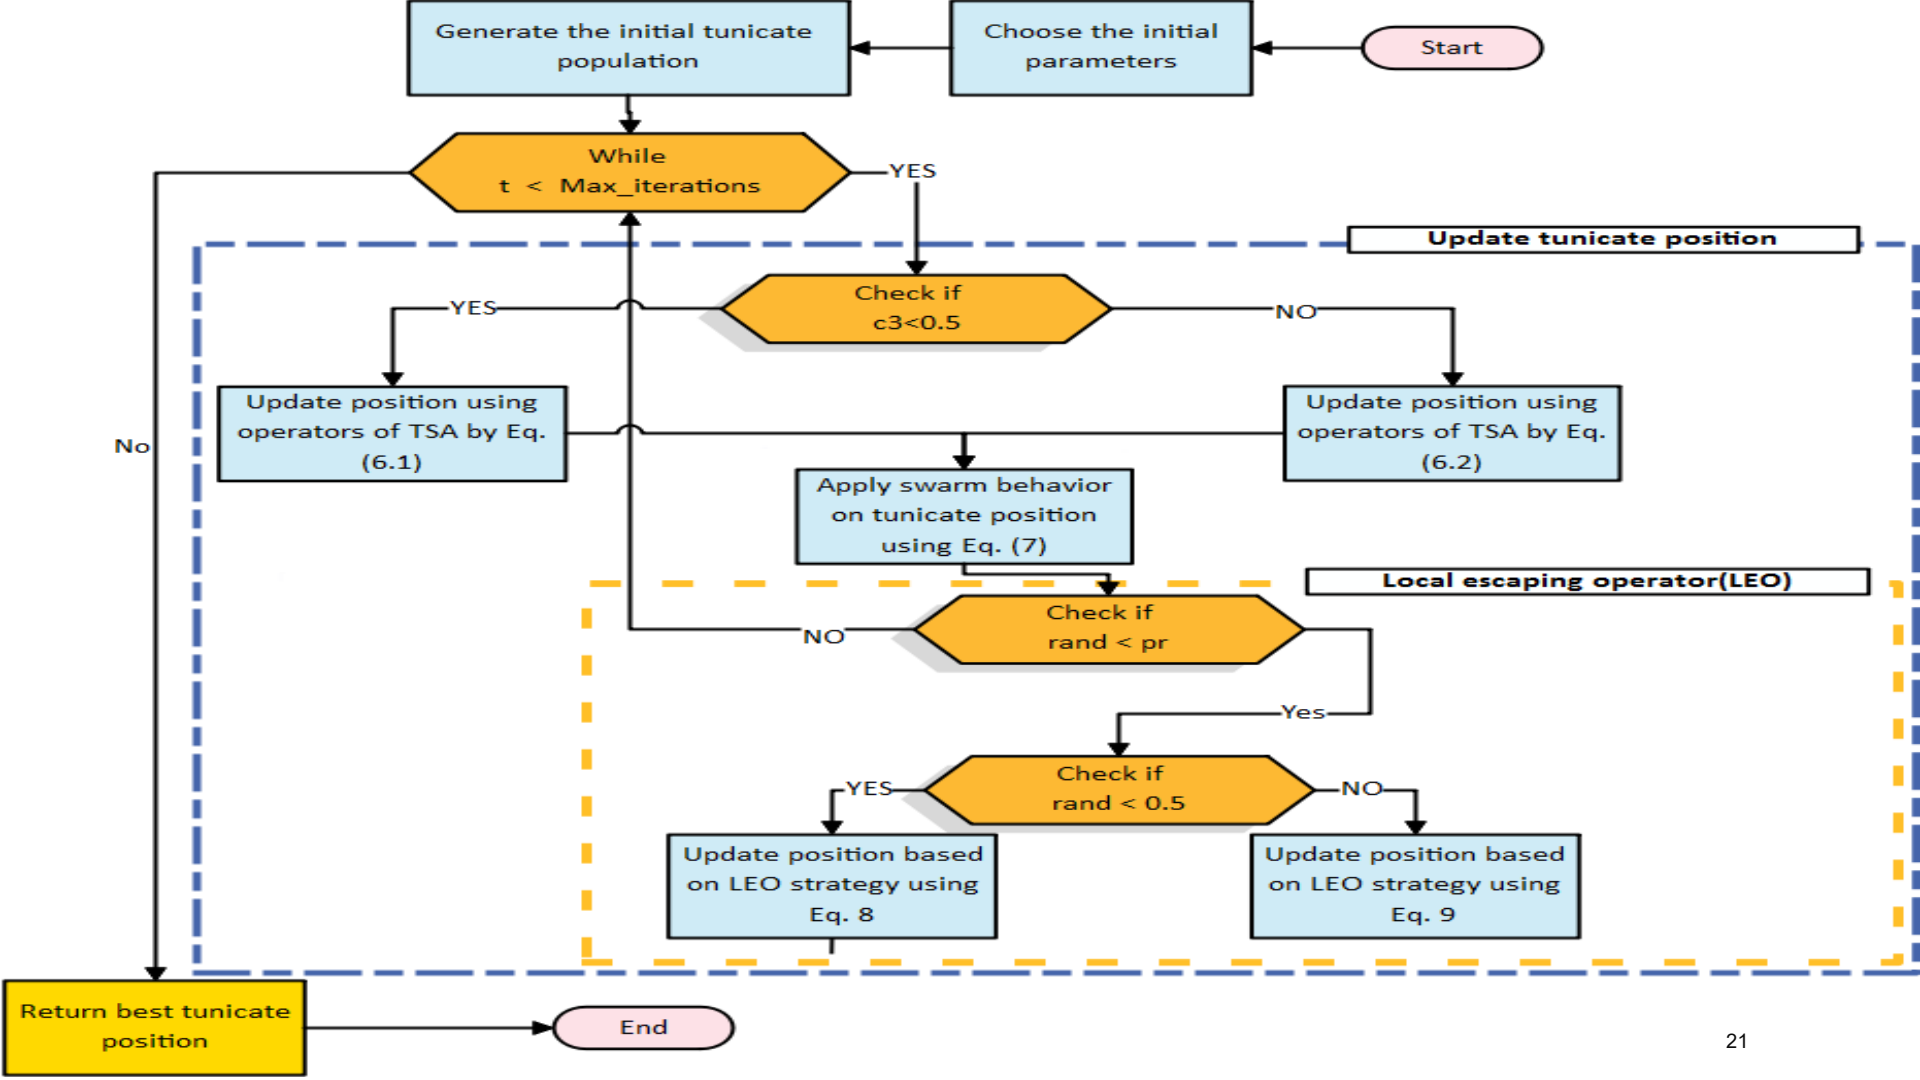 Generate the initial tunicate
population
Choose the initial
parameters
Start
While
t < Max_iterations
YES
Update tunicate position
Check if
c3<0.5
YES
NO
Update position using
operators of TSA by Eq.
(6.1)
Update position using
operators of TSA by Eq.
(6.2)
No
Apply swarm behavior
on tunicate position
using Eq. (7)
Local escaping operator(LEO)
Check if
rand < pr
NO
Yes
Check if
rand < 0.5
YES
NO
Update position based
on LEO strategy using
Eq. 8
Update position based
on LEO strategy using
Eq. 9
Return best tunicate
position
End
21